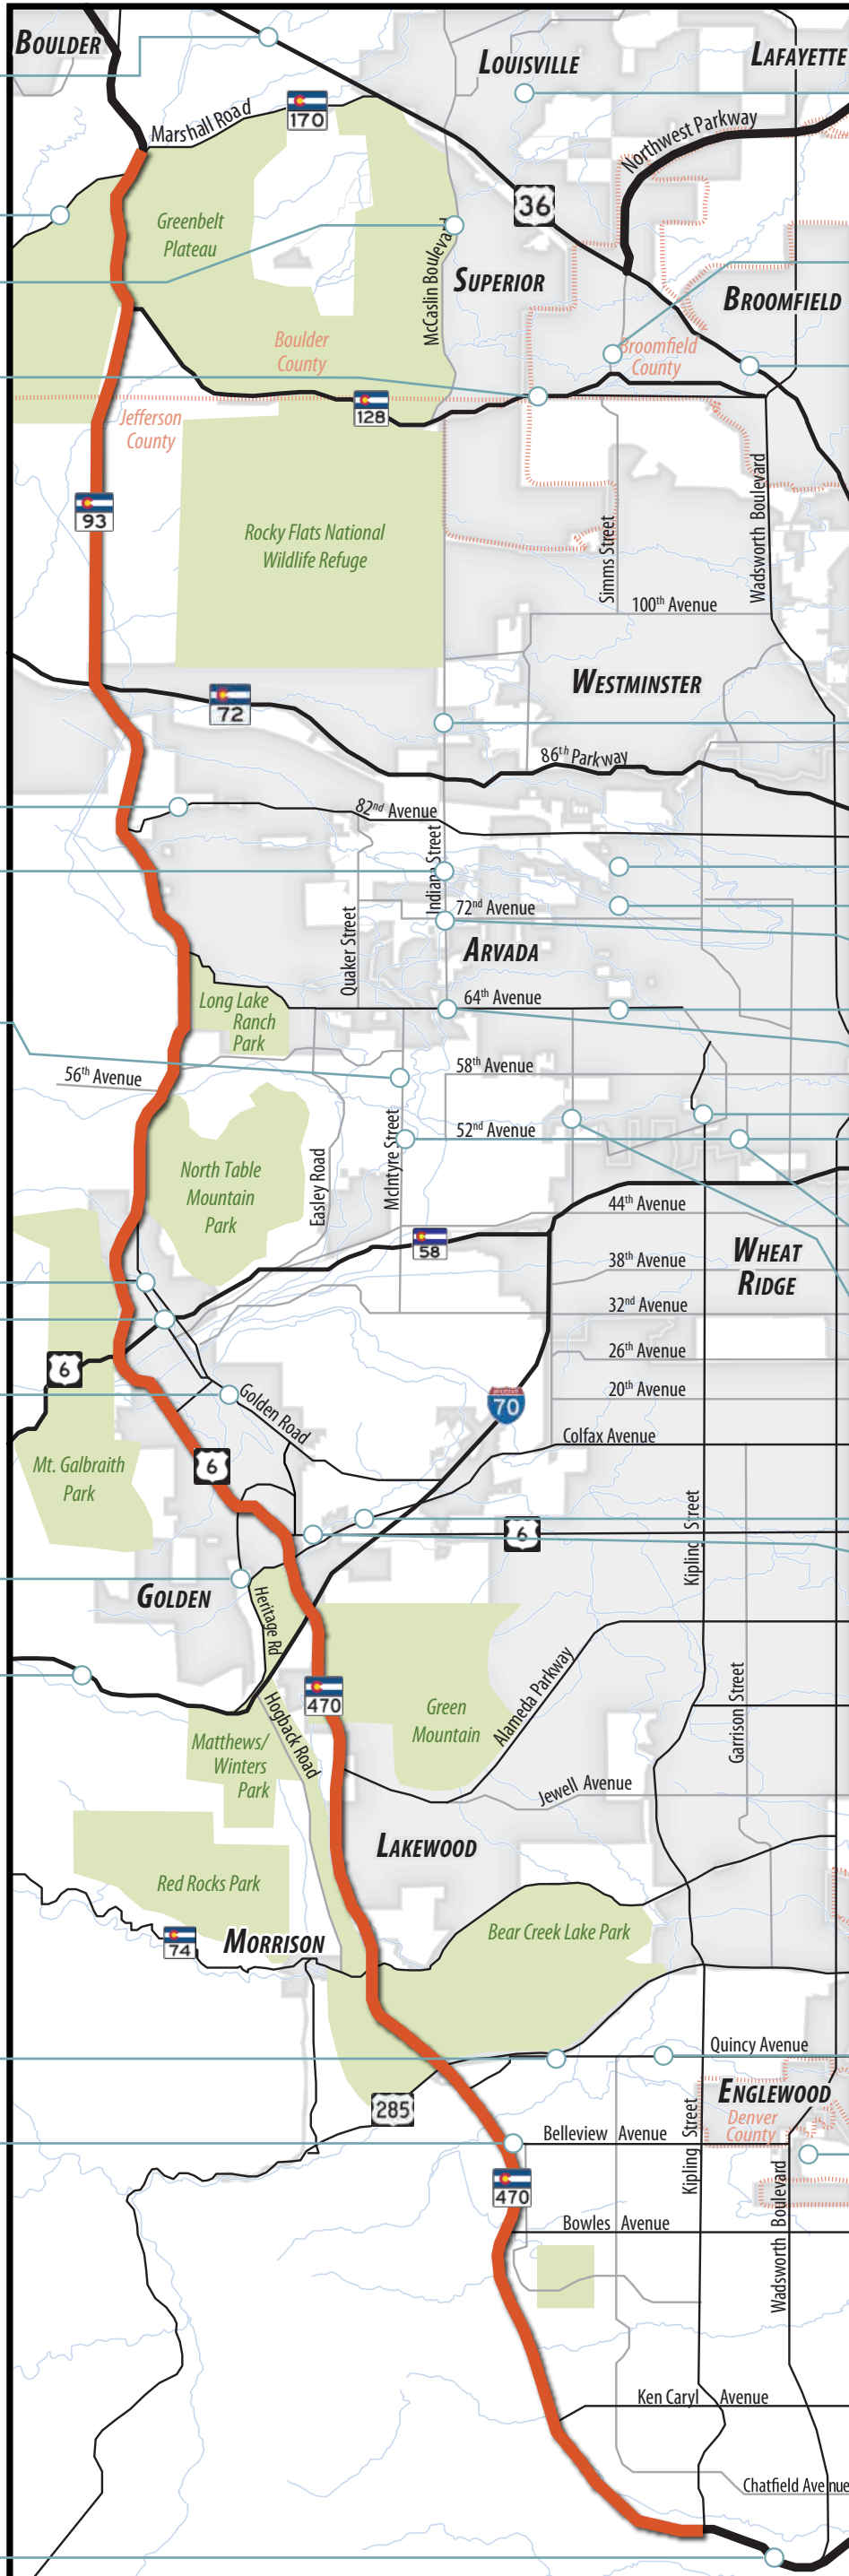 BOULDER
LOUISVILLE
LAFAYETTE
Marshall Road
170
Northwest Parkway
36
Greenbelt
Plateau
McCaslin Boulevard
SUPERIOR
BROOMFIELD
Boulder
County
Broomfield
County
Jefferson
County
128
93
Rocky Flats National
Wildlife Refuge
Simms Street
Wadsworth Boulevard
100th Avenue
WESTMINSTER
72
86th Parkway
82nd Avenue
Indiana Street
Quaker Street
72nd Avenue
ARVADA
64th Avenue
Long Lake
Ranch
Park
58th Avenue
56th Avenue
McIntyre Street
52nd Avenue
Easley Road
North Table
Mountain
Park
44th Avenue
58
WHEAT
RIDGE
38th Avenue
32nd Avenue
26th Avenue
6
20th Avenue
70
Golden Road
Colfax Avenue
Mt. Galbraith
Park
6
Kipling Street
6
GOLDEN
Heritage Rd
470
Hogback Road
Green
Mountain
Alameda Parkway
Garrison Street
Matthews/
Winters
Park
Jewell Avenue
LAKEWOOD
Red Rocks Park
Bear Creek Lake Park
74
MORRISON
Quincy Avenue
ENGLEWOOD
285
Denver
County
Belleview Avenue
Kipling Street
470
Wadsworth Boulevard
Bowles Avenue
Ken Caryl Avenue
Chatfield Avenue